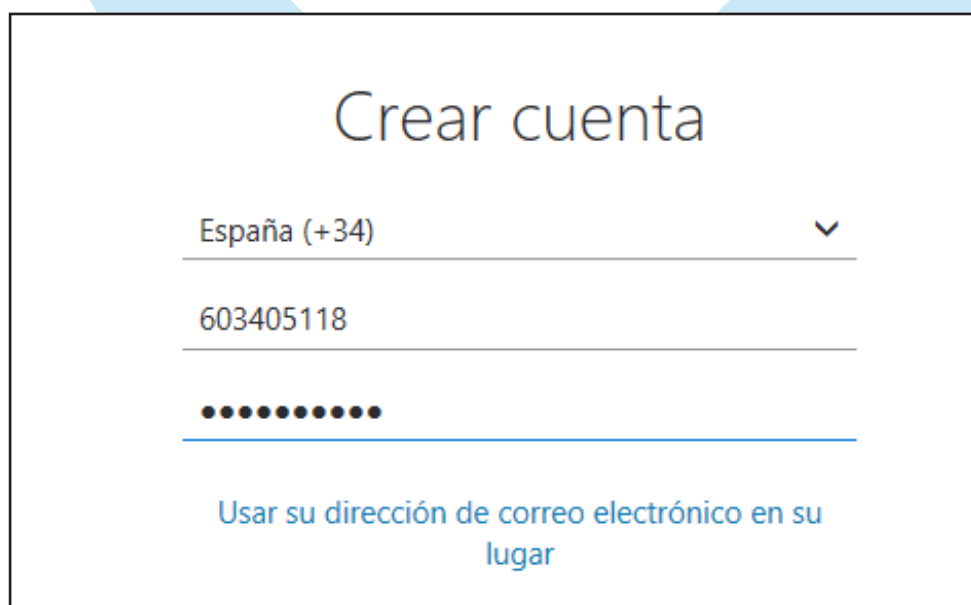 Crear cuenta
España (+34)
603405118
••••••••••
Usar su dirección de correo electrónico en su
lugar